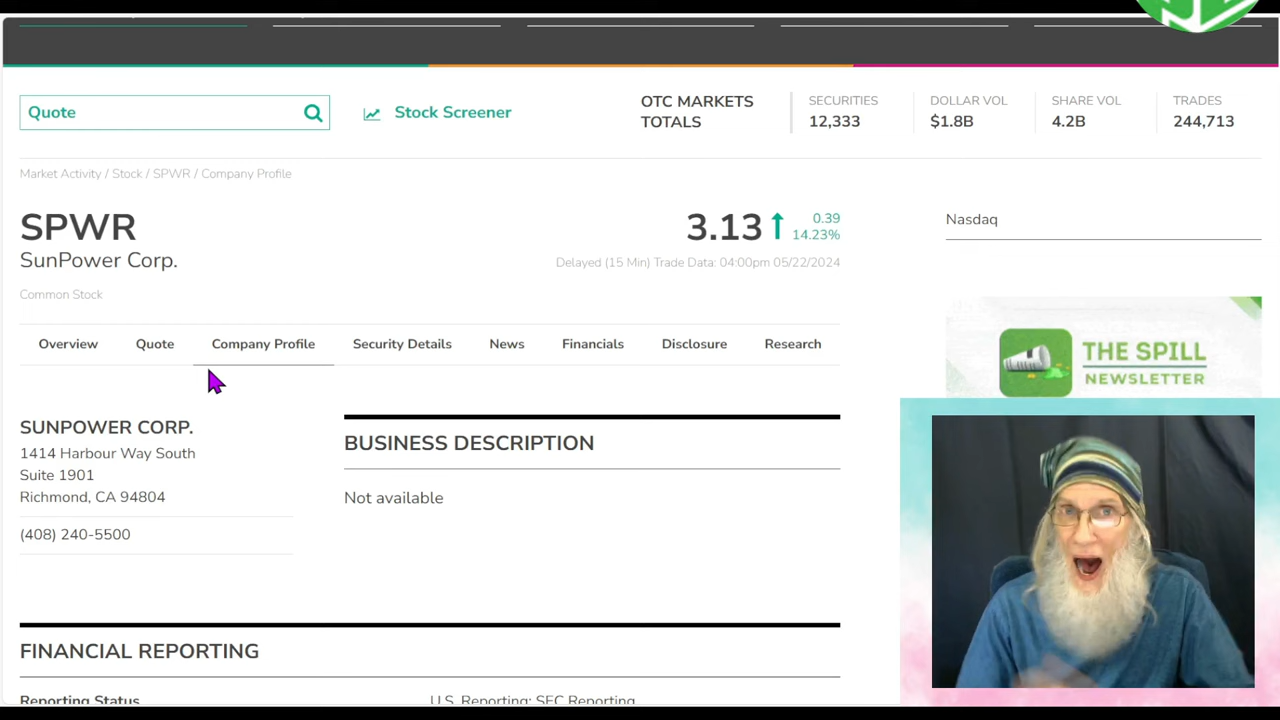 Quote
Stock Screener
OTC MARKETS
TOTALS
SECURITIES
12,333
DOLLAR VOL
$1.8B
SHARE VOL
4.2B
TRADES
244,713
Market Activity / Stock / SPWR / Company Profile
SPWR
SunPower Corp.
Common Stock
3.13
0.39
14.23%
Delayed (15 Min) Trade Data: 04:00pm 05/22/2024
Nasdaq
Overview Quote Company Profile Security Details News Financials Disclosure Research
THE SPILL
NEWSLETTER
SUNPOWER CORP.
1414 Harbour Way South
Suite 1901
Richmond, CA 94804
(408) 240-5500
BUSINESS DESCRIPTION
Not available
FINANCIAL REPORTING
Reporting Status U.S. Reporting: SEC Reporting